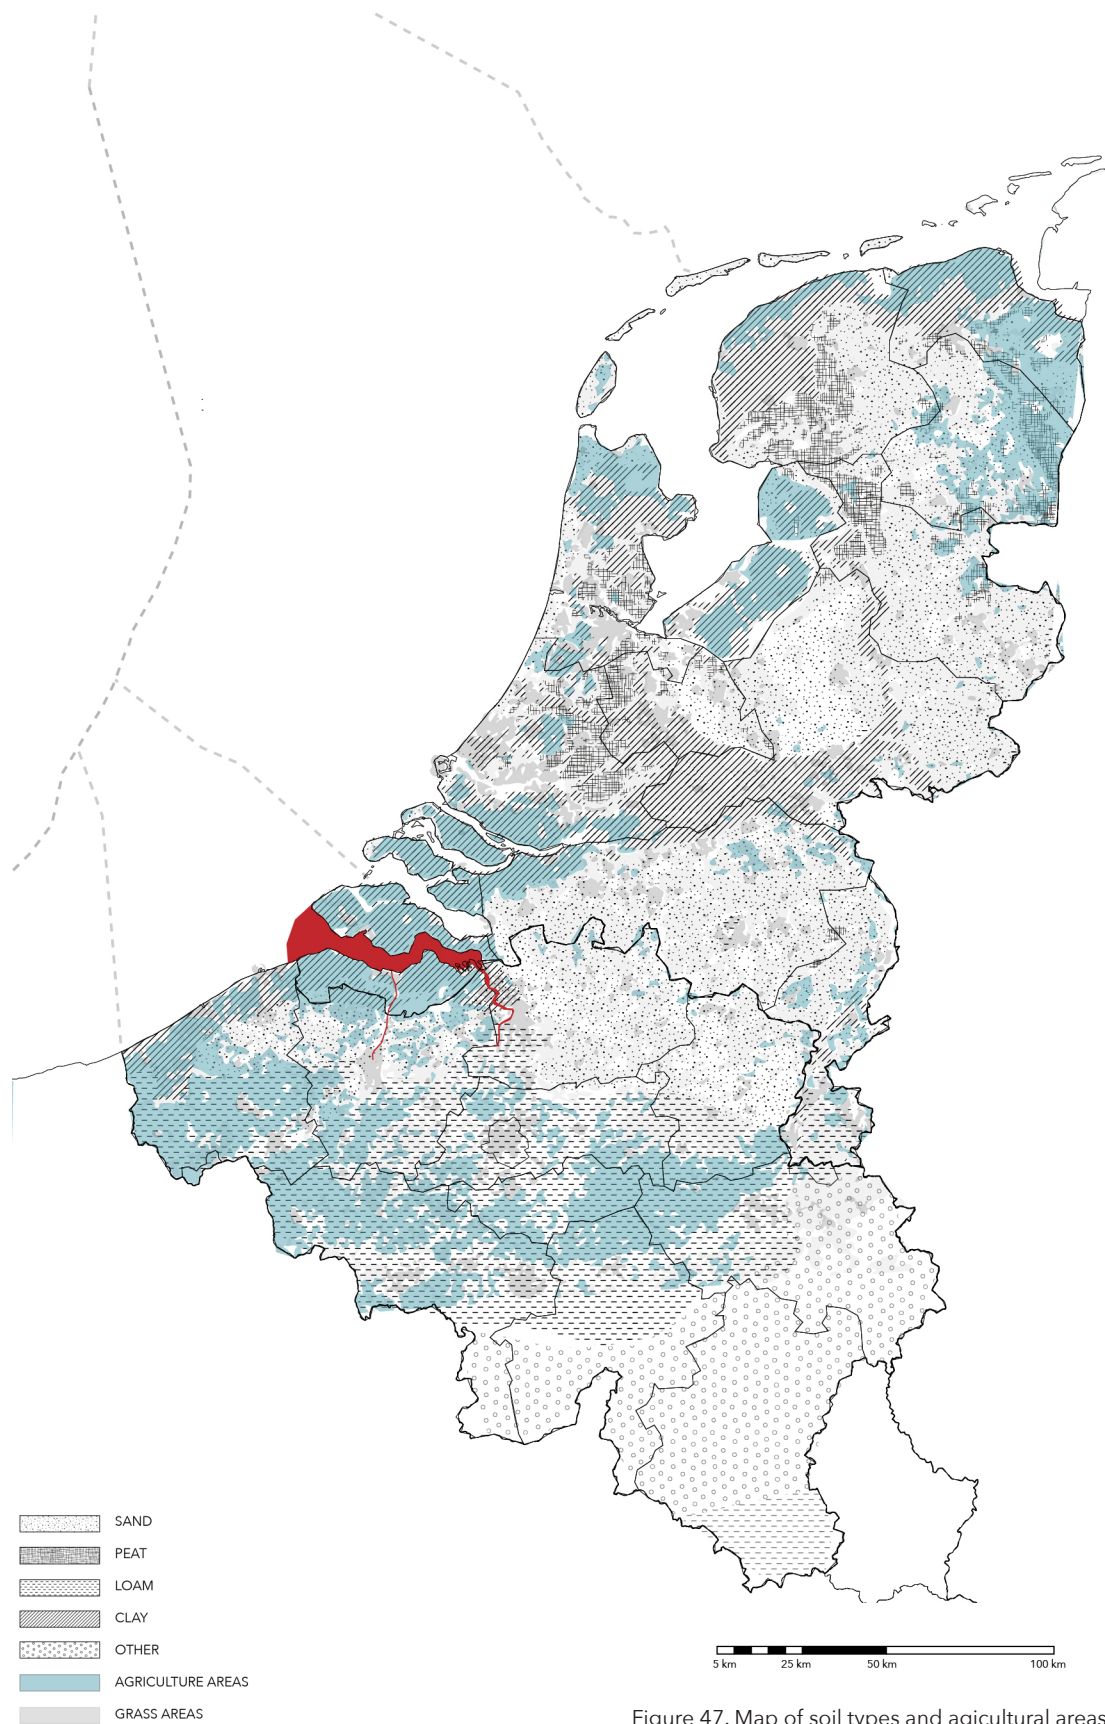 SAND
PEAT
LOAM
CLAY
OTHER
AGRICULTURE AREAS
GRASS AREAS
5 km 25 km 50 km 100 km
Figure 47. Map of soil types and agicultural areas